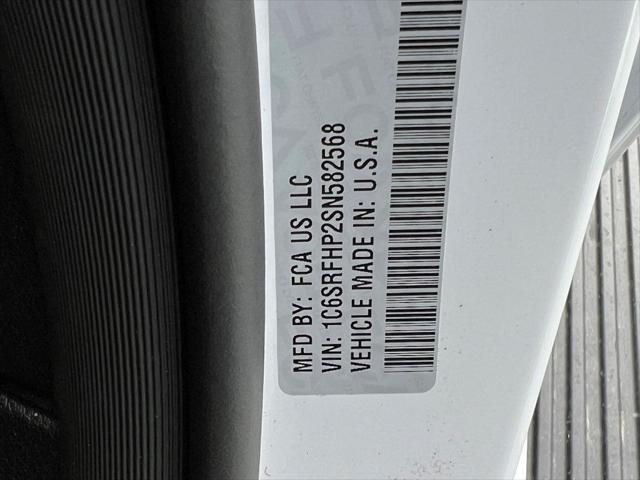 MFD BY: FCA US LLC
VIN: 1C6SRFHP2SN582568
VEHICLE MADE IN: U.S.A.